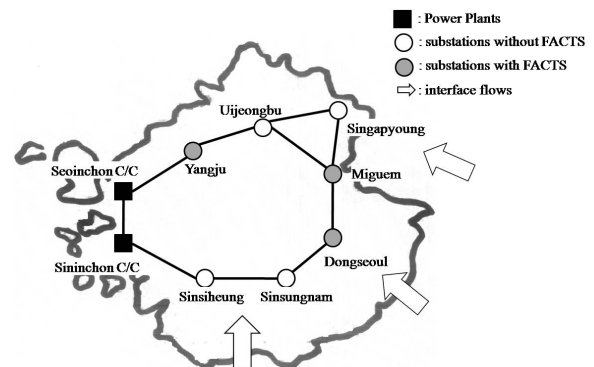 : Power Plants
: substations without FACTS
: substations with FACTS
: interface flows
Uijeongbu
Singapyoung
Yangju
Seoinchon C/C
Miguem
Sininchon C/C
Dongseoul
Sinsiheung
Sinsungnam